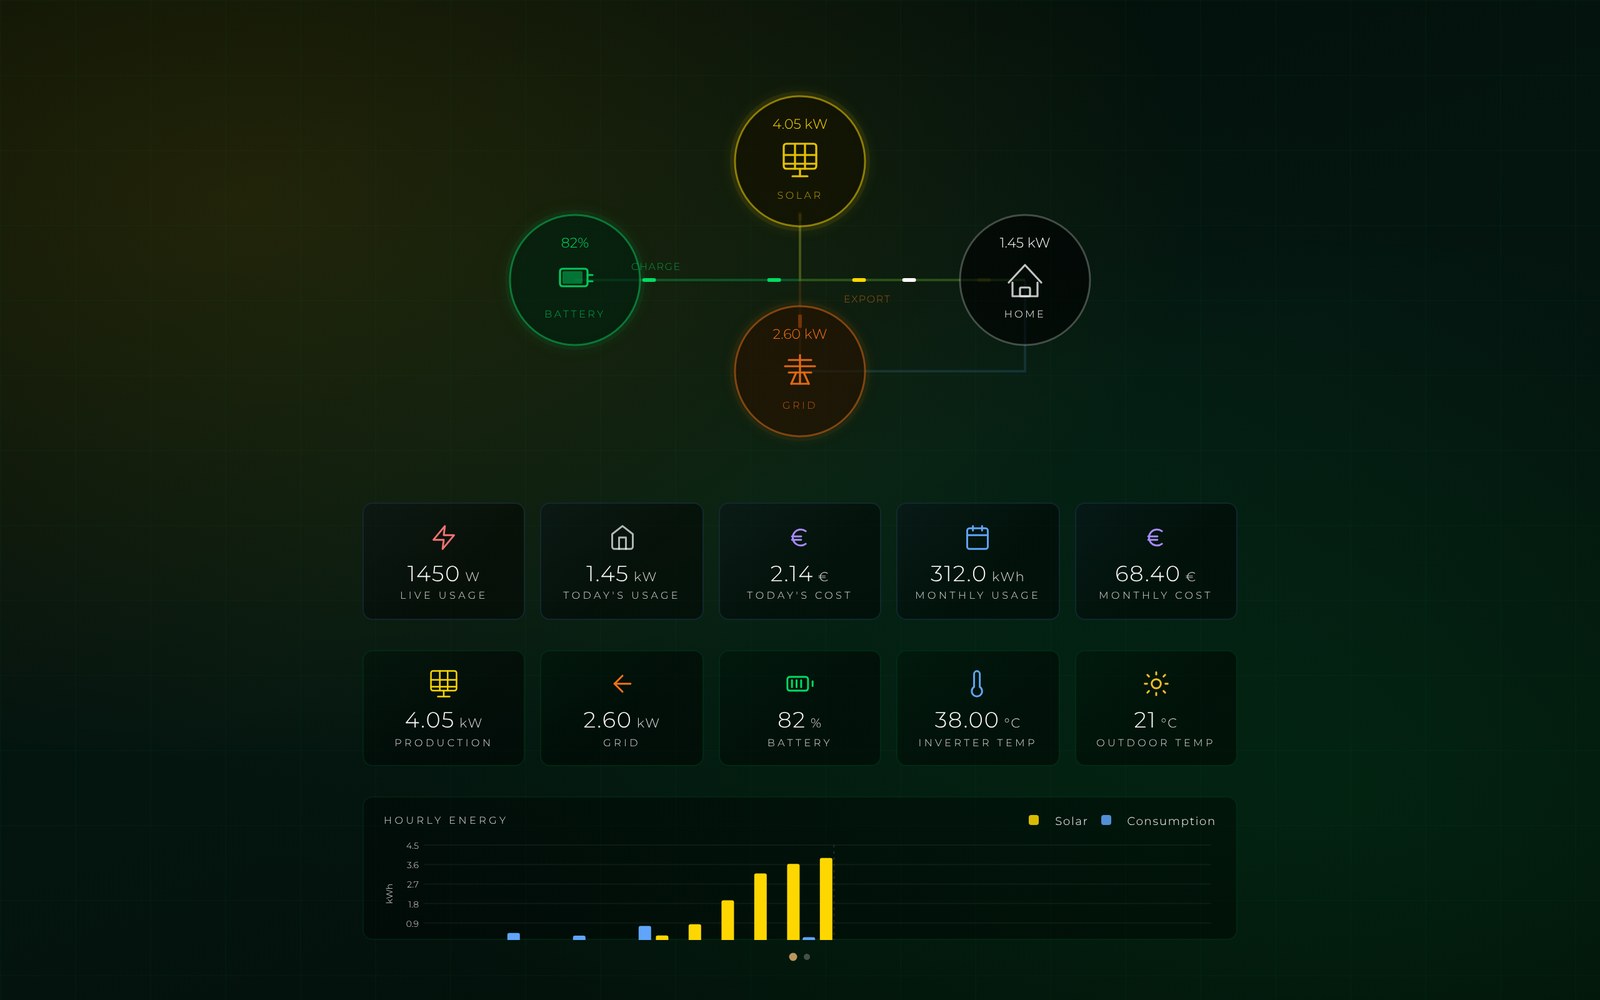 4.05 kW
SOLAR
82%
BATTERY
CHARGE
1.45 kW
HOME
EXPORT
2.60 kW
GRID
1450 W
LIVE USAGE
1.45 kW
TODAY'S USAGE
2.14 €
TODAY'S COST
312.0 kWh
MONTHLY USAGE
68.40 €
MONTHLY COST
4.05 kW
PRODUCTION
2.60 kW
GRID
82 %
BATTERY
38.00 °C
INVERTER TEMP
21 °C
OUTDOOR TEMP
HOURLY ENERGY
Solar
Consumption
kWh
4.5
3.6
2.7
1.8
0.9